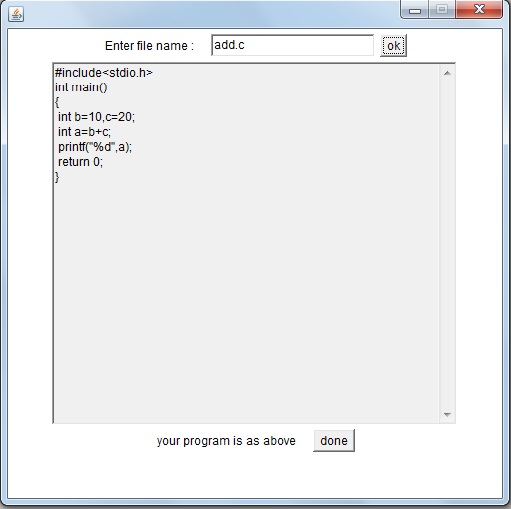 Enter file name : add.c ok
#include<stdio.h>
int main()
{
int b=10,c=20;
int a=b+c;
printf("%d",a);
return 0;
}
your program is as above done